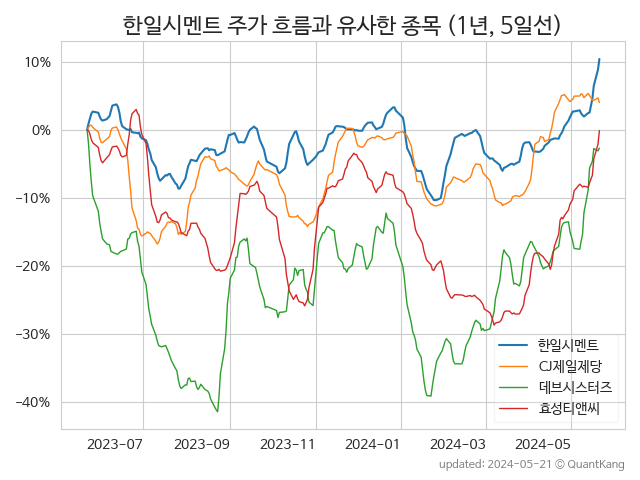 한일시멘트 주가 흐름과 유사한 종목 (1년, 5일선)
10%
0%
−10%
−20%
−30%
−40%
한일시멘트
CJ제일제당
데브시스터즈
효성티앤씨
2023-07 2023-09 2023-11 2024-01 2024-03 2024-05
updated: 2024-05-21 © QuantKang